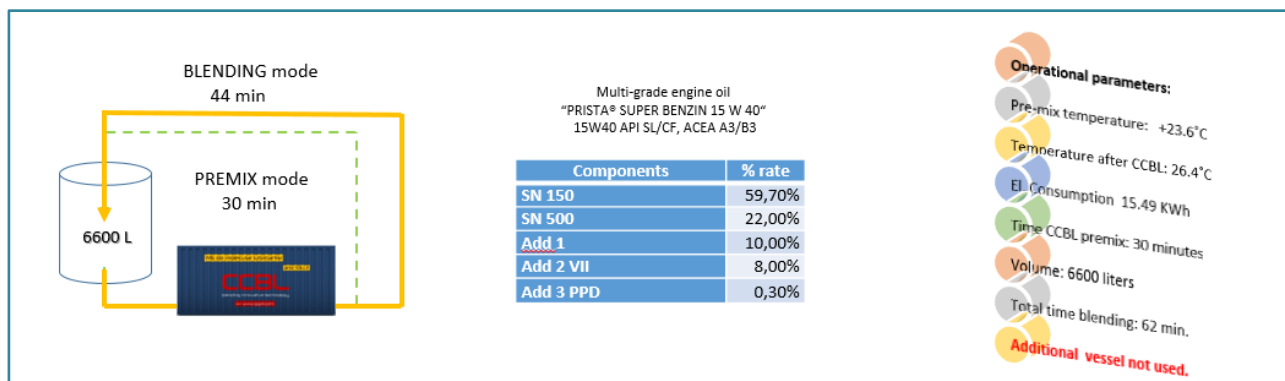 BLENDING mode
44 min
PREMIX mode
30 min
6600 L
CCBL
Multi-grade engine oil
“PRISTA® SUPER BENZIN 15 W 40“
15W40 API SL/CF, ACEA A3/B3
Components % rate
SN 150 59,70%
SN 500 22,00%
Add 1 10,00%
Add 2 VII 8,00%
Add 3 PPD 0,30%
Operational parameters:
Pre-mix temperature: +23.6˚C
Temperature after CCBL: 26.4˚C
El. Consumption 15.49 KWh
Time CCBL premix: 30 minutes
Volume: 6600 liters
Total time blending: 62 min.
Additional vessel not used.